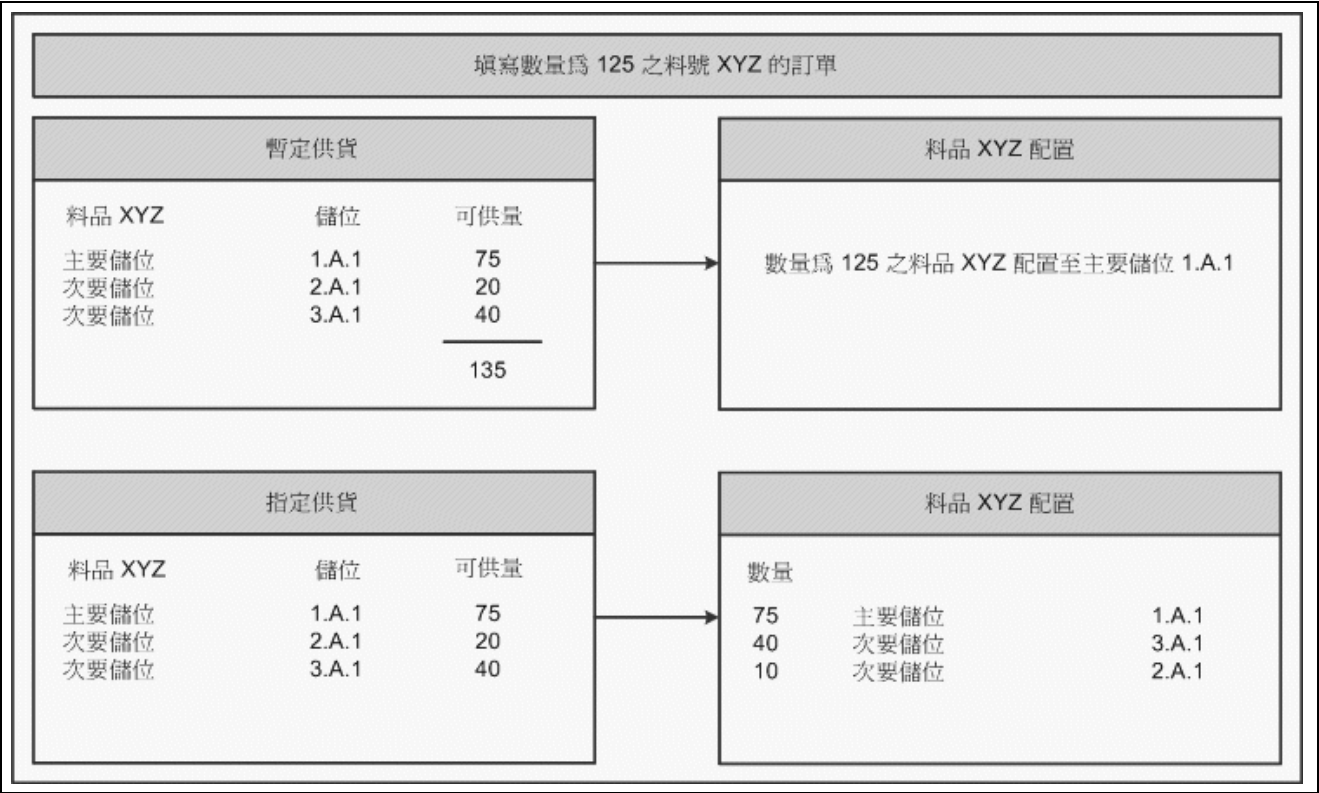 填寫數量爲 125 之料號 XYZ 的訂單
暫定供貨
料品 XYZ 儲位 可供量
主要儲位 1.A.1 75
次要儲位 2.A.1 20
次要儲位 3.A.1 40
135
料品 XYZ 配置
數量爲 125 之料品 XYZ 配置至主要儲位 1.A.1
指定供貨
料品 XYZ 儲位 可供量
主要儲位 1.A.1 75
次要儲位 2.A.1 20
次要儲位 3.A.1 40
料品 XYZ 配置
數量
75 主要儲位 1.A.1
40 次要儲位 3.A.1
10 次要儲位 2.A.1